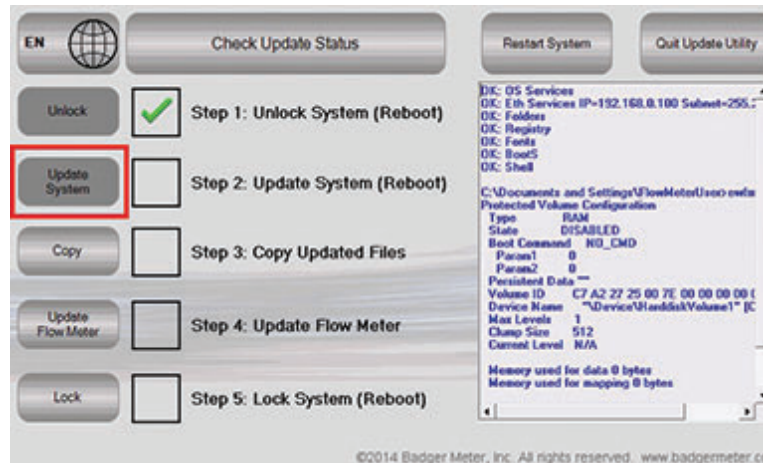 EN
Check Update Status
Restart System
Quit Update Utility
Unlock
Step 1: Unlock System (Reboot)
Update
System
Step 2: Update System (Reboot)
Copy
Step 3: Copy Updated Files
Update
Flow Meter
Step 4: Update Flow Meter
Lock
Step 5: Lock System (Reboot)
OK: OS Services
OK: Eth Services IP=192.168.0.100 Subnet=255.
OK: Folders
OK: Registry
OK: Fonts
OK: BootS
OK: Shell
C:\Documents and Settings\FlowMeterUser>ewfm
Protected Volume Configuration
Type RAM
State DISABLED
Boot Command NO_CMD
Param1 0
Param2 0
Persistent Data ""
Volume ID C7 A2 27 25 00 7E 00 00 00 00
Device Name "\Device\HarddiskVolume1" [C
Max Levels 1
Clump Size 512
Current Level N/A
Memory used for data 0 bytes
Memory used for mapping 0 bytes
©2014 Badger Meter, Inc. All rights reserved. www.badgermeter.co